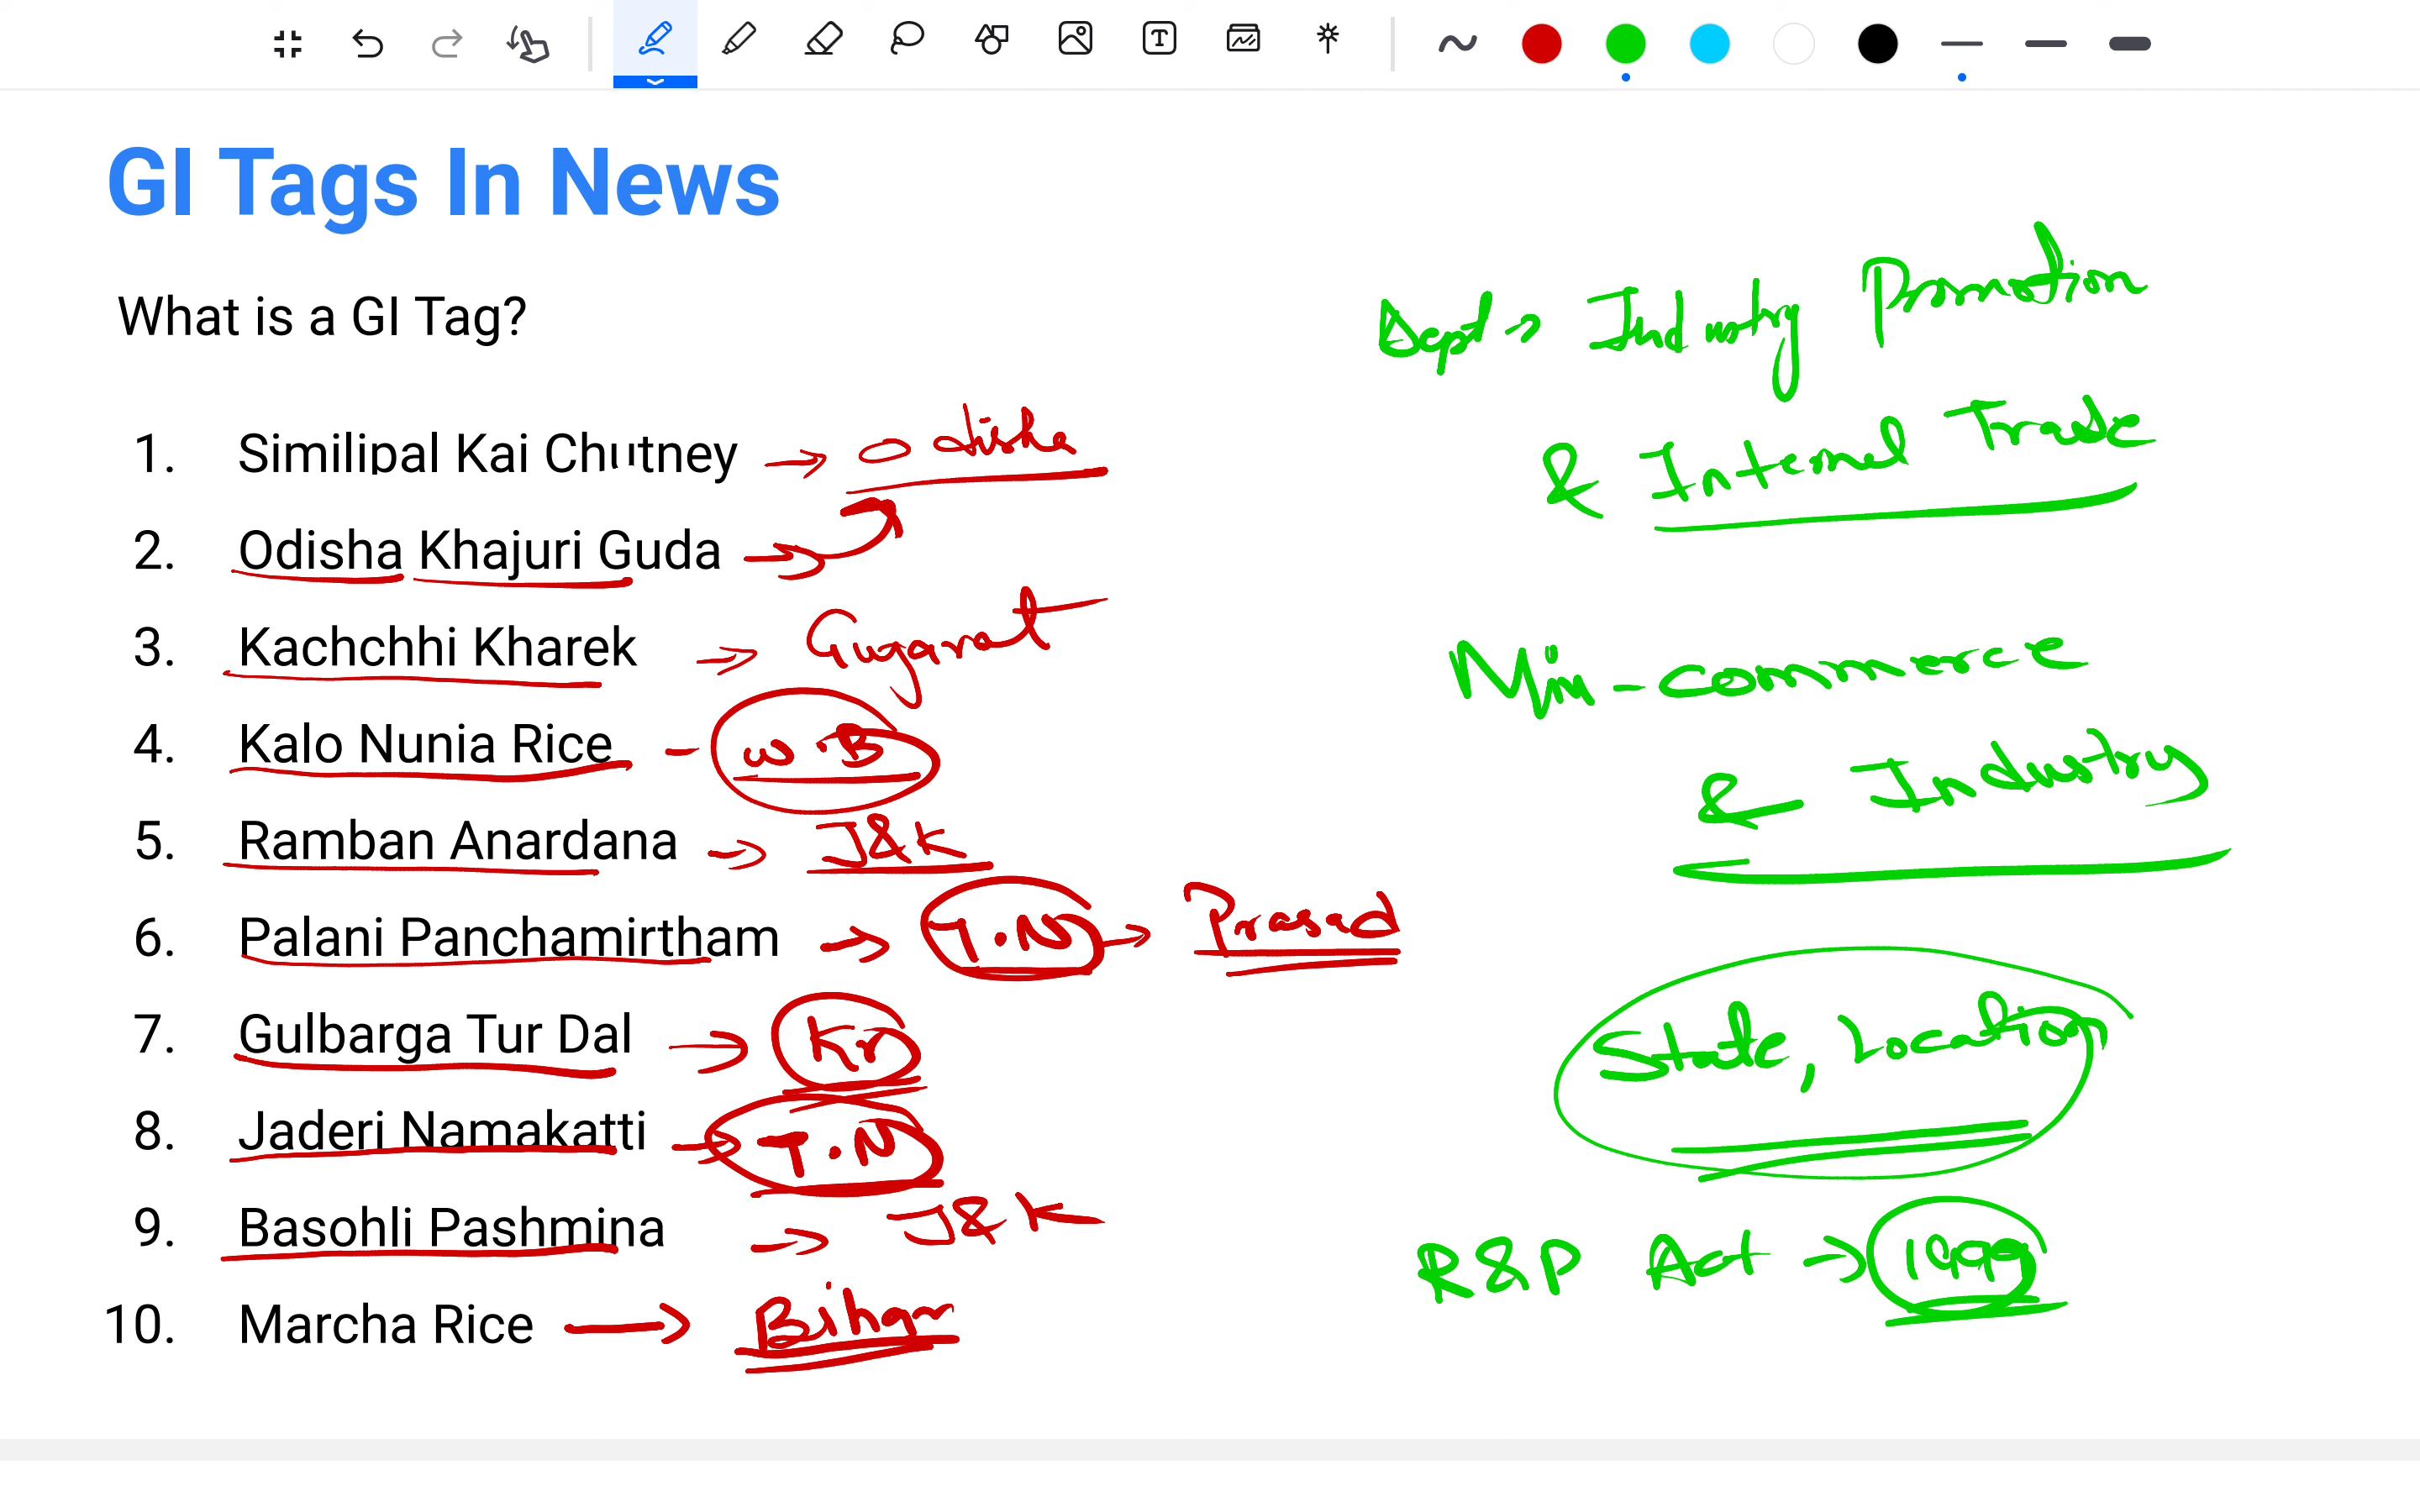 GI Tags In News
What is a GI Tag?
1. Similipal Kai Chutney → Odisha
2. Odisha Khajuri Guda →
3. Kachchhi Kharek → Gujarat
4. Kalo Nunia Rice - W.B
5. Ramban Anardana → J&K
6. Palani Panchamirtham → T.N → Prasad
7. Gulbarga Tur Dal → Kr
8. Jaderi Namakatti → T.N
9. Basohli Pashmina → J&K
10. Marcha Rice → Bihar
Dept → Industry Promotion
& Internal Trade
Min - commerce
& Industry
State, Location
R&P Act → 1999